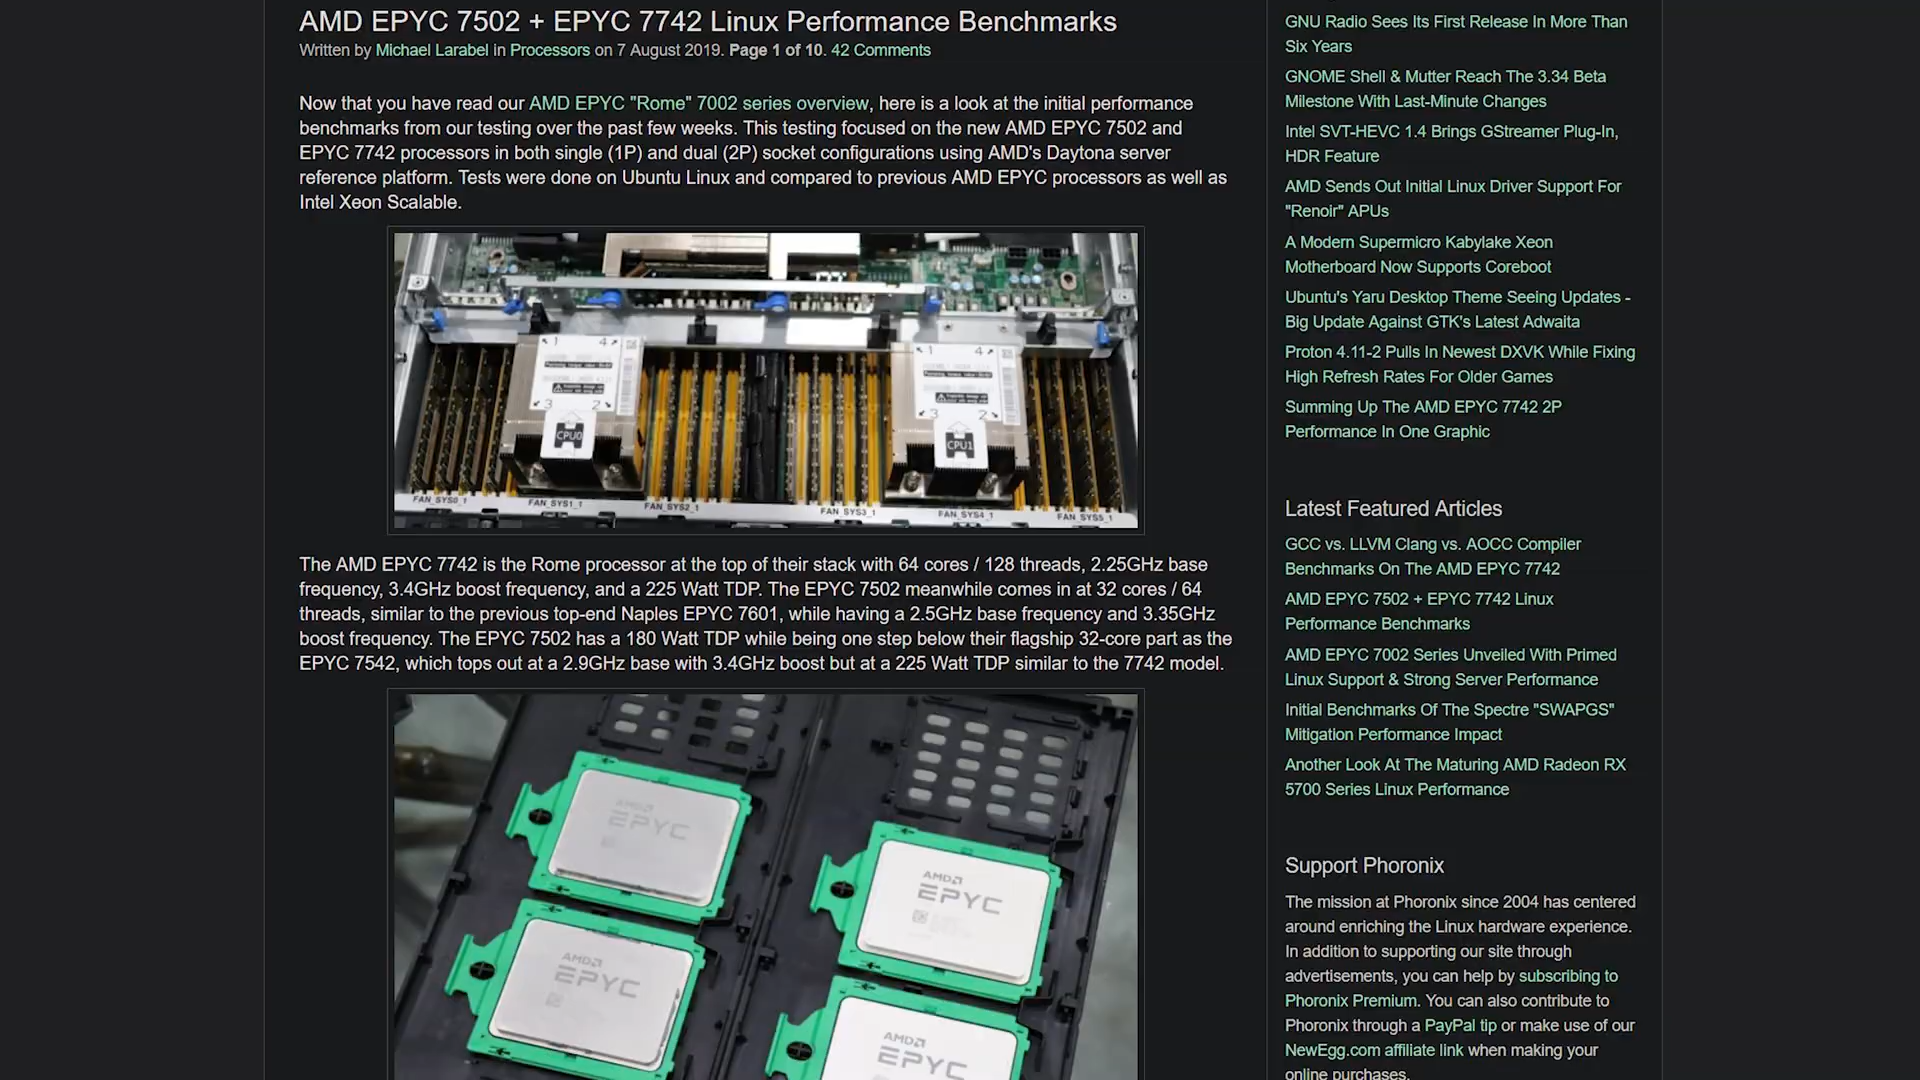 AMD EPYC 7502 + EPYC 7742 Linux Performance Benchmarks
Written by Michael Larabel in Processors on 7 August 2019. Page 1 of 10. 42 Comments
Now that you have read our AMD EPYC "Rome" 7002 series overview, here is a look at the initial performance
benchmarks from our testing over the past few weeks. This testing focused on the new AMD EPYC 7502 and
EPYC 7742 processors in both single (1P) and dual (2P) socket configurations using AMD's Daytona server
reference platform. Tests were done on Ubuntu Linux and compared to previous AMD EPYC processors as well as
Intel Xeon Scalable.
1 4
3 2
CPU0
1 4
3 2
CPU1
FAN_SYS0_1
FAN_SYS1_1
FAN_SYS2_1
FAN_SYS3_1
FAN_SYS4_1
FAN_SYS5_1
The AMD EPYC 7742 is the Rome processor at the top of their stack with 64 cores / 128 threads, 2.25GHz base
frequency, 3.4GHz boost frequency, and a 225 Watt TDP. The EPYC 7502 meanwhile comes in at 32 cores / 64
threads, similar to the previous top-end Naples EPYC 7601, while having a 2.5GHz base frequency and 3.35GHz
boost frequency. The EPYC 7502 has a 180 Watt TDP while being one step below their flagship 32-core part as the
EPYC 7542, which tops out at a 2.9GHz base with 3.4GHz boost but at a 225 Watt TDP similar to the 7742 model.
AMD
EPYC
AMD
EPYC
AMD
EPYC
AMD
EPYC
GNU Radio Sees Its First Release In More Than
Six Years
GNOME Shell & Mutter Reach The 3.34 Beta
Milestone With Last-Minute Changes
Intel SVT-HEVC 1.4 Brings GStreamer Plug-In,
HDR Feature
AMD Sends Out Initial Linux Driver Support For
"Renoir" APUs
A Modern Supermicro Kabylake Xeon
Motherboard Now Supports Coreboot
Ubuntu's Yaru Desktop Theme Seeing Updates -
Big Update Against GTK's Latest Adwaita
Proton 4.11-2 Pulls In Newest DXVK While Fixing
High Refresh Rates For Older Games
Summing Up The AMD EPYC 7742 2P
Performance In One Graphic
Latest Featured Articles
GCC vs. LLVM Clang vs. AOCC Compiler
Benchmarks On The AMD EPYC 7742
AMD EPYC 7502 + EPYC 7742 Linux
Performance Benchmarks
AMD EPYC 7002 Series Unveiled With Primed
Linux Support & Strong Server Performance
Initial Benchmarks Of The Spectre "SWAPGS"
Mitigation Performance Impact
Another Look At The Maturing AMD Radeon RX
5700 Series Linux Performance
Support Phoronix
The mission at Phoronix since 2004 has centered
around enriching the Linux hardware experience.
In addition to supporting our site through
advertisements, you can help by subscribing to
Phoronix Premium. You can also contribute to
Phoronix through a PayPal tip or make use of our
NewEgg.com affiliate link when making your
online purchases.